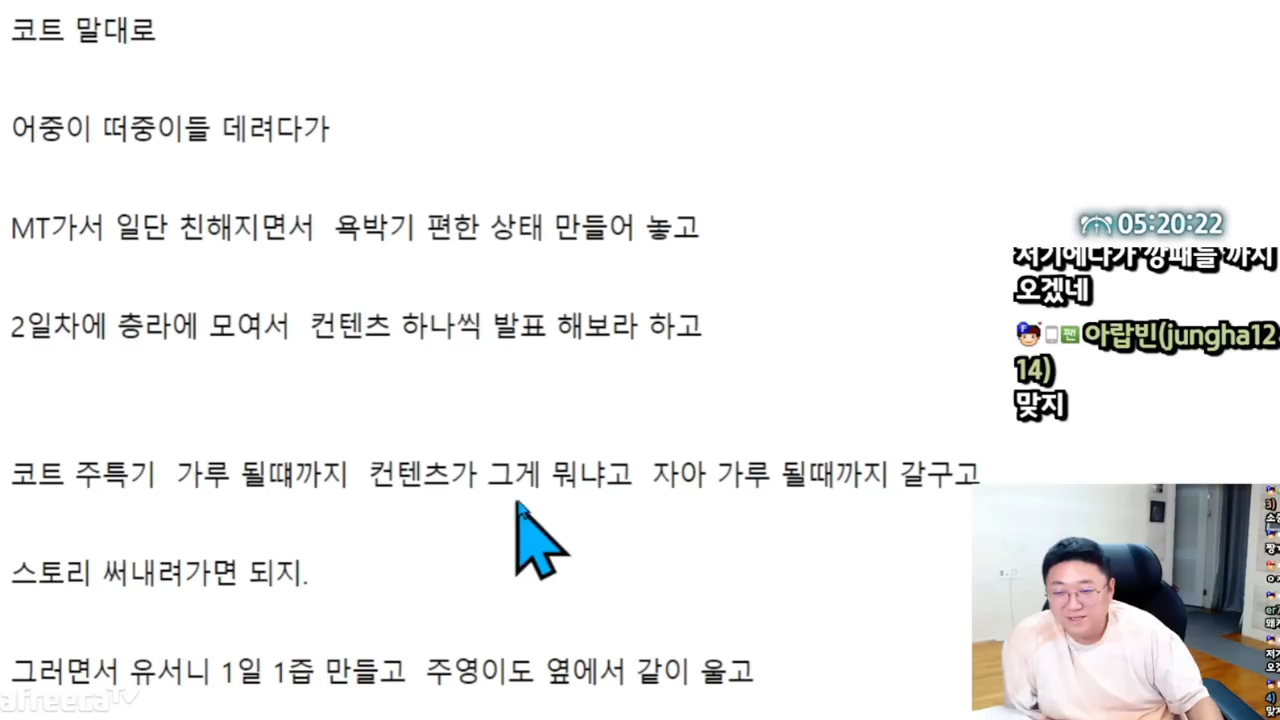 코트 말대로
어중이 떠중이들 데려다가
MT가서 일단 친해지면서 욕박기 편한 상태 만들어 놓고
2일차에 층라에 모여서 컨텐츠 하나씩 발표 해보라 하고
코트 주특기 가루 될떄까지 컨텐츠가 그게 뭐냐고 자아 가루 될때까지 갈구고
스토리 써내려가면 되지.
그러면서 유서니 1일 1즙 만들고 주영이도 옆에서 같이 울고
05:20:22
저기에다가 깡패들 까지
오겠네
아랍빈(jungha12
14)
맞지
afreecaTV